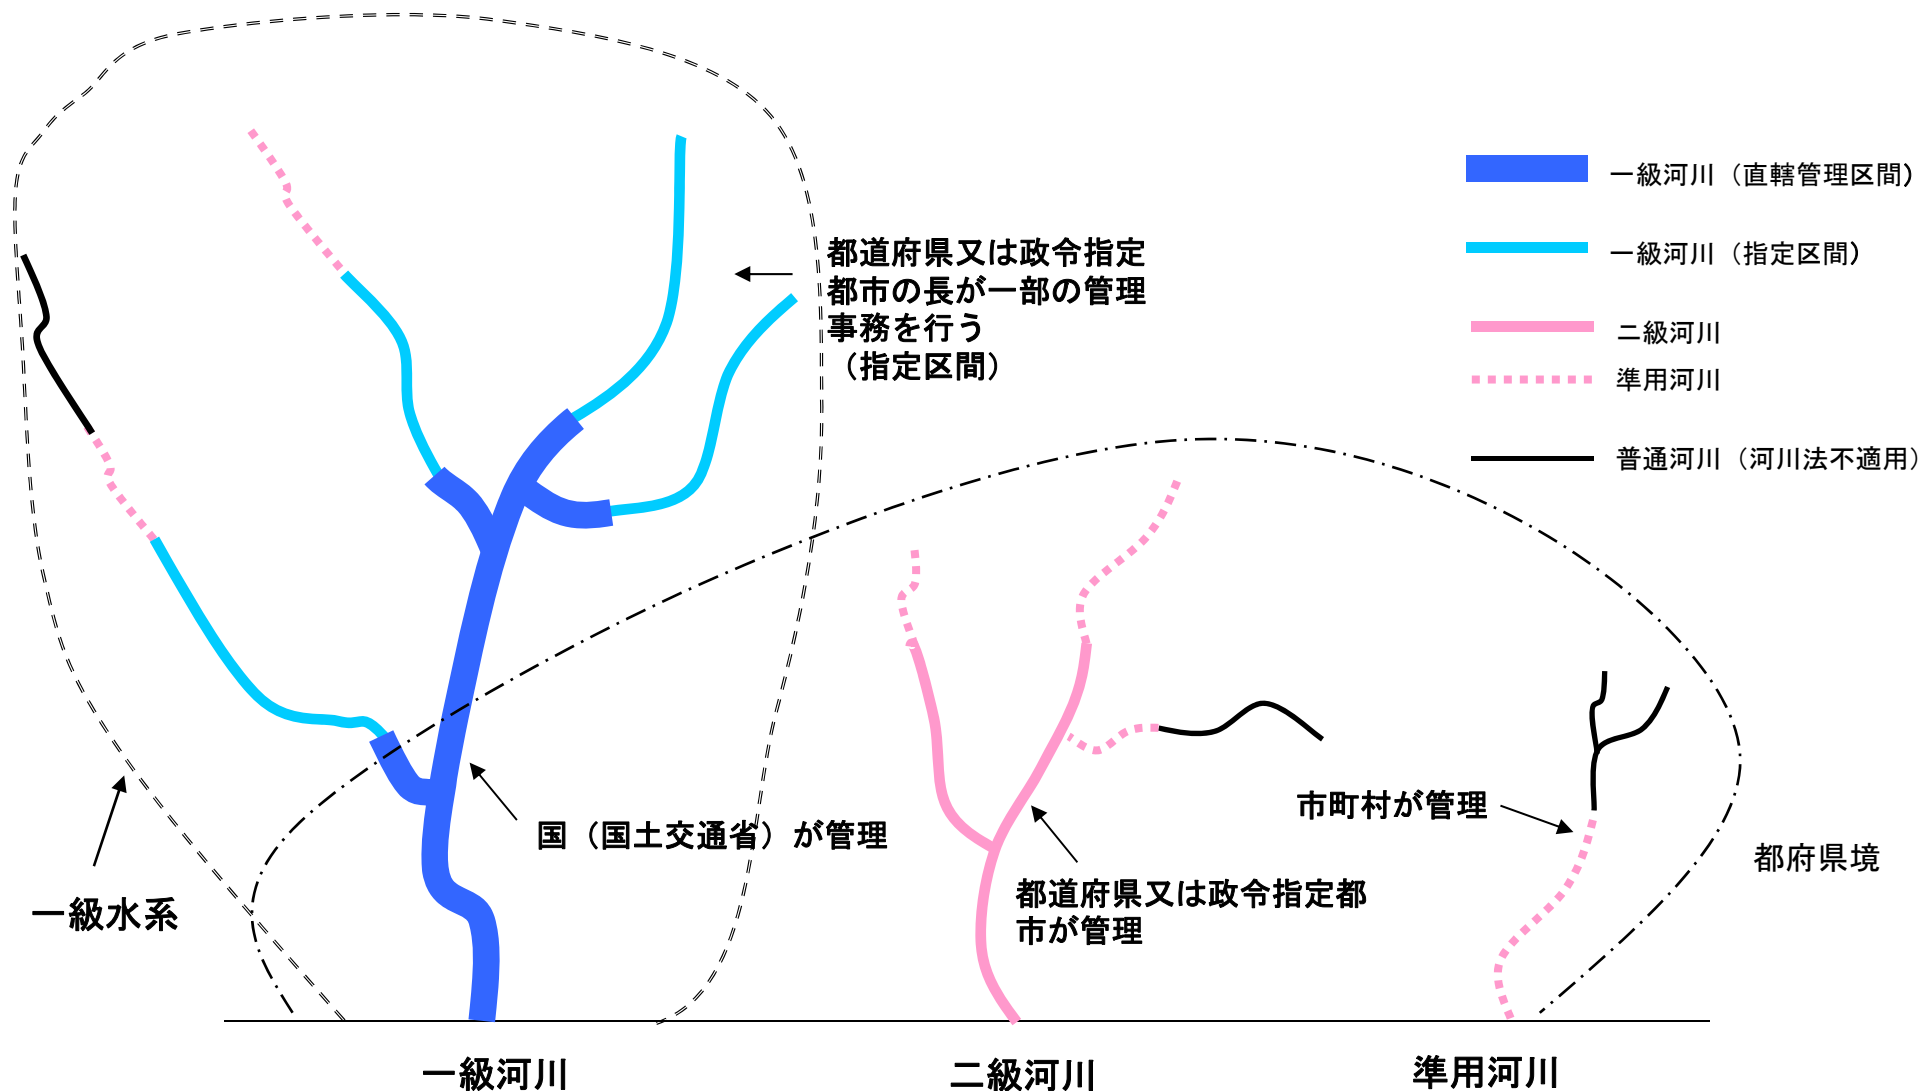 一級河川（直轄管理区間）
一級河川（指定区間）
二級河川
準用河川
普通河川（河川法不適用）
都道府県又は政令指定
都市の長が一部の管理
事務を行う
（指定区間）
国（国土交通省）が管理
市町村が管理
都府県境
都道府県又は政令指定都
市が管理
一級水系
一級河川
二級河川
準用河川